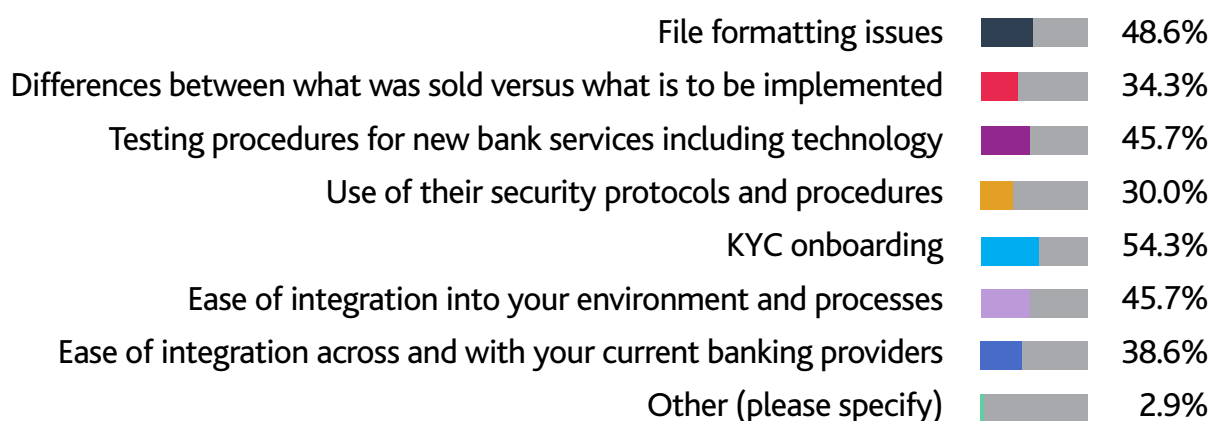 File formatting issues 48.6%
Differences between what was sold versus what is to be implemented 34.3%
Testing procedures for new bank services including technology 45.7%
Use of their security protocols and procedures 30.0%
KYC onboarding 54.3%
Ease of integration into your environment and processes 45.7%
Ease of integration across and with your current banking providers 38.6%
Other (please specify) 2.9%